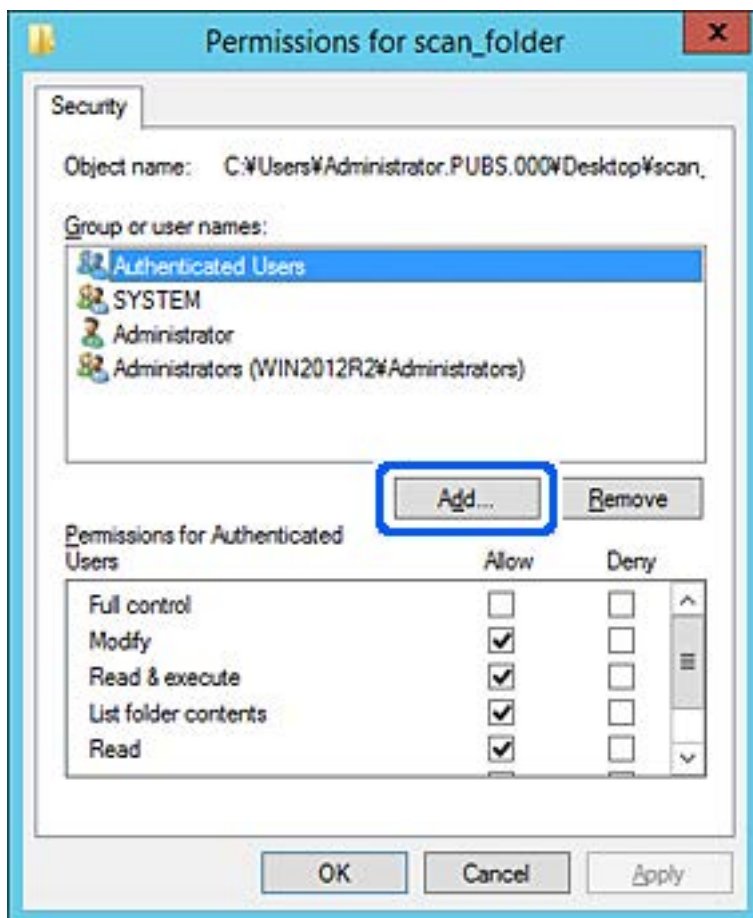 Permissions for scan_folder
x
Security
Object name: C:¥Users¥Administrator.PUBS.000¥Desktop¥scan_
Group or user names:
Authenticated Users
SYSTEM
Administrator
Administrators (WIN2012R2¥Administrators)
Add...
Remove
Permissions for Authenticated
Users
Allow
Deny
Full control
Modify
Read & execute
List folder contents
Read
OK
Cancel
Apply